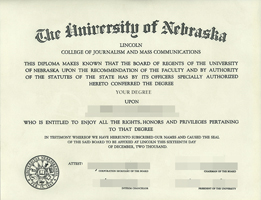 The University of Nebraska
LINCOLN
COLLEGE OF JOURNALISM AND MASS COMMUNICATIONS
THIS DIPLOMA MAKES KNOWN THAT THE BOARD OF REGENTS OF THE UNIVERSITY
OF NEBRASKA UPON THE RECOMMENDATION OF THE FACULTY AND BY AUTHORITY
OF THE STATUTES OF THE STATE HAS BY ITS OFFICERS SPECIALLY AUTHORIZED
HERETO CONFERRED THE DEGREE
YOUR DEGREE
UPON
WHO IS ENTITLED TO ENJOY ALL THE RIGHTS, HONORS AND PRIVILEGES PERTAINING
TO THAT DEGREE
IN TESTIMONY WHEREOF WE HAVE HEREUNTO SUBSCRIBED OUR NAMES AND CAUSED THE SEAL
OF THE SAID BOARD TO BE AFFIXED AT LINCOLN THIS SIXTEENTH DAY
OF DECEMBER, TWO THOUSAND.
ATTEST: